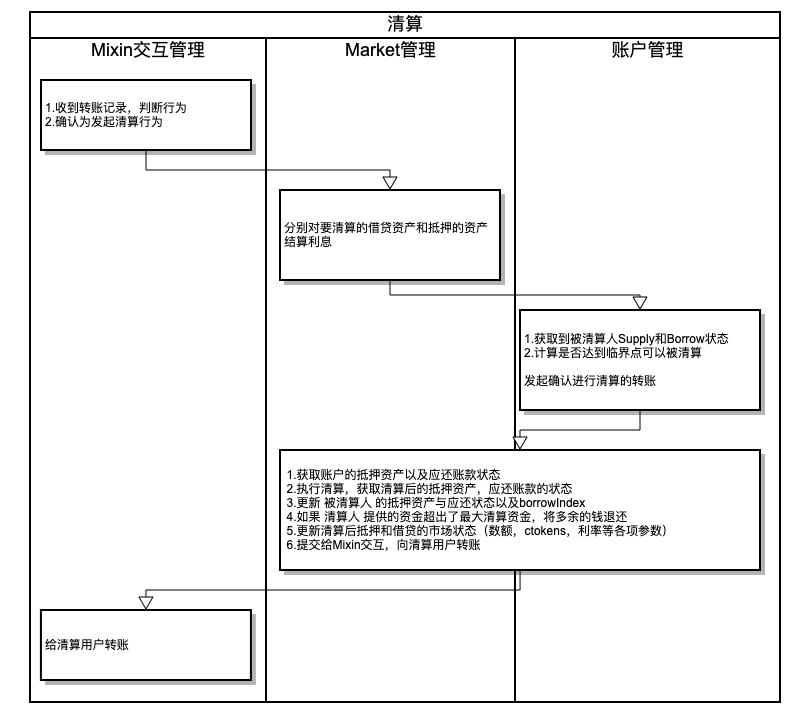 清算
Mixin交互管理
Market管理
账户管理
1.收到转账记录，判断行为
2.确认为发起清算行为
分别对要清算的借贷资产和抵押的资产
结算利息
1.获取到被清算人Supply和Borrow状态
2.计算是否达到临界点可以被清算
发起确认进行清算的转账
1.获取账户的抵押资产以及应还账款状态
2.执行清算，获取清算后的抵押资产，应还账款的状态
3.更新 被清算人 的抵押资产与应还状态以及borrowIndex
4.如果 清算人 提供的资金超出了最大清算资金，将多余的钱退还
5.更新清算后抵押和借贷的市场状态（数额，ctokens，利率等各项参数）
6.提交给Mixin交互，向清算用户转账
给清算用户转账